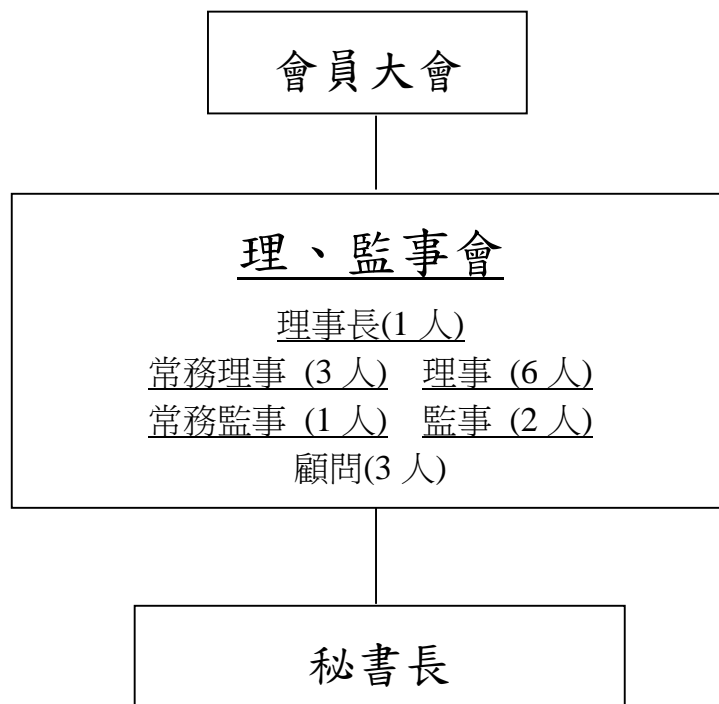 會員大會
理、監事會
理事長(1 人)
常務理事 (3 人) 理事 (6 人)
常務監事 (1 人) 監事 (2 人)
顧問(3 人)
秘書長